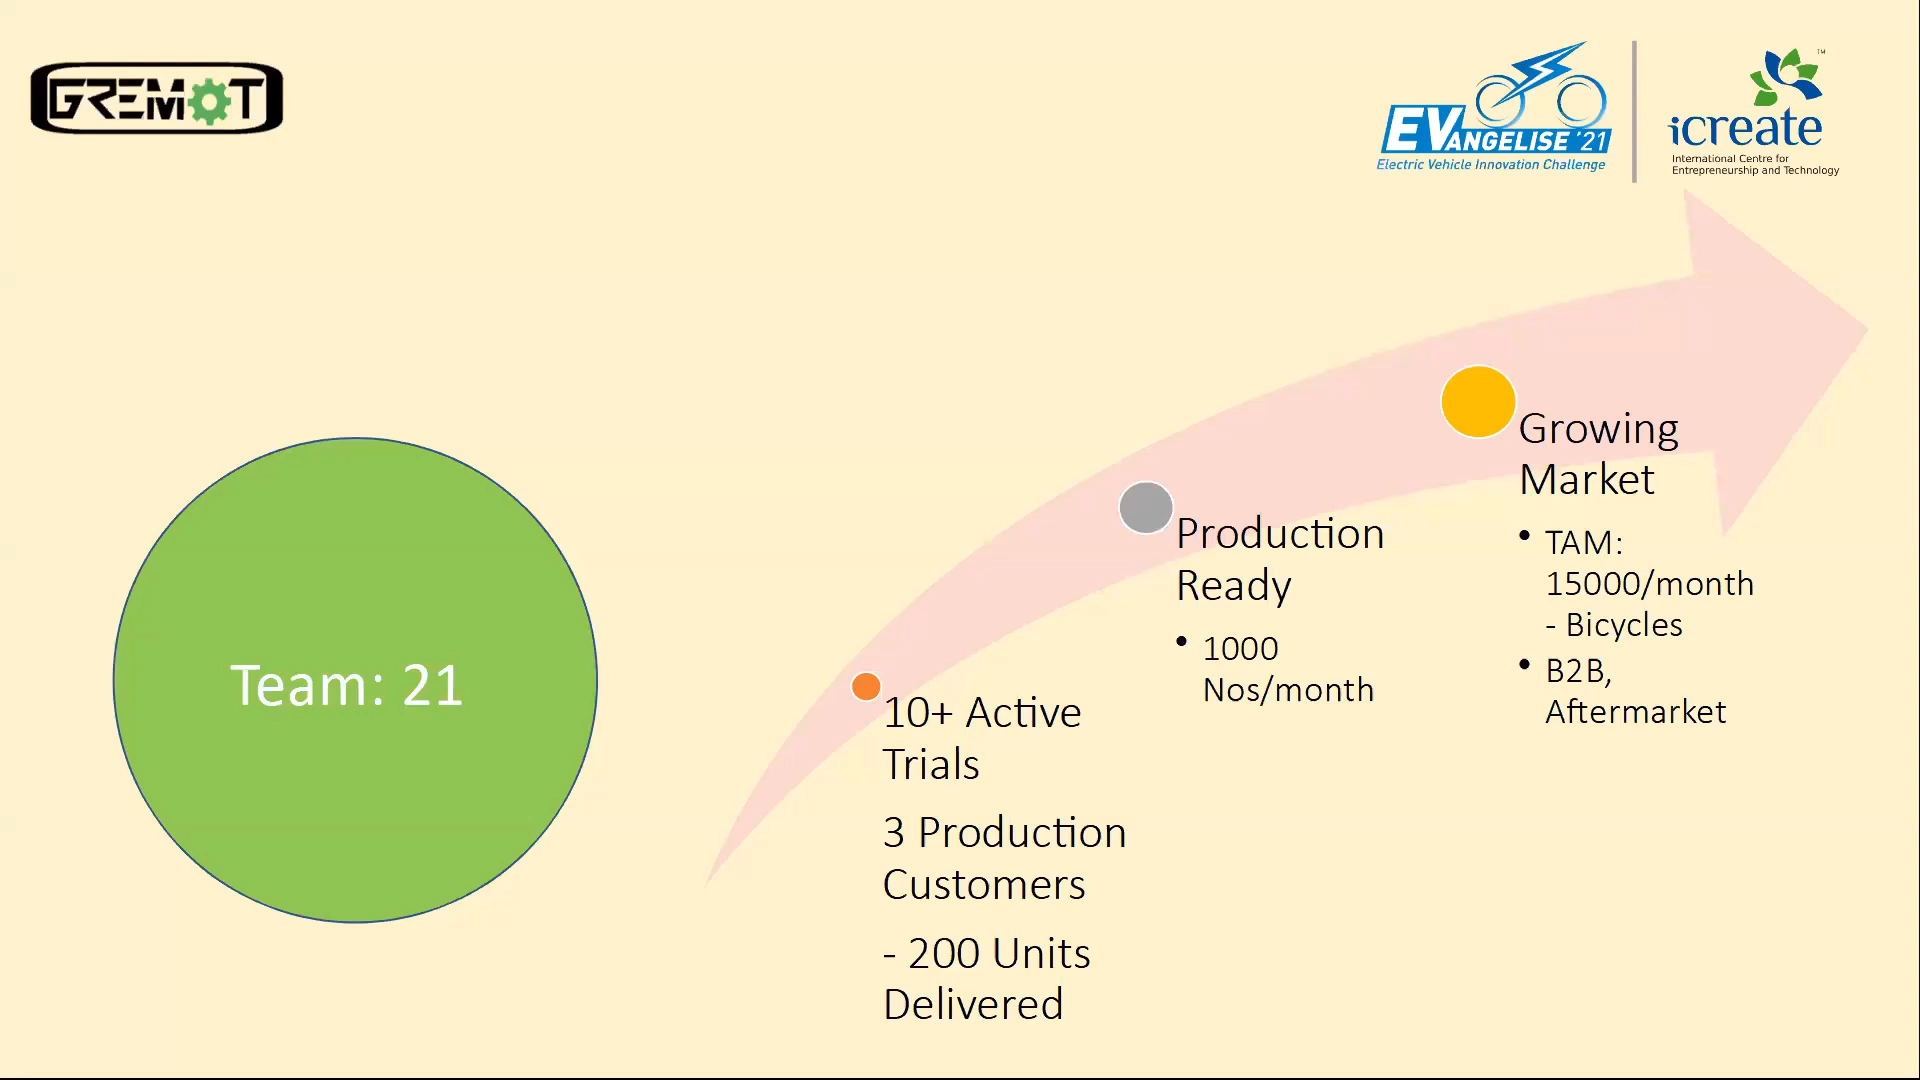 GREMOT
EVANGELISE '21
Electric Vehicle Innovation Challenge
icreate
TM
International Centre for
Entrepreneurship and Technology
Team: 21
10+ Active
Trials
3 Production
Customers
- 200 Units
Delivered
Production
Ready
• 1000
Nos/month
Growing
Market
• TAM:
15000/month
- Bicycles
• B2B,
Aftermarket